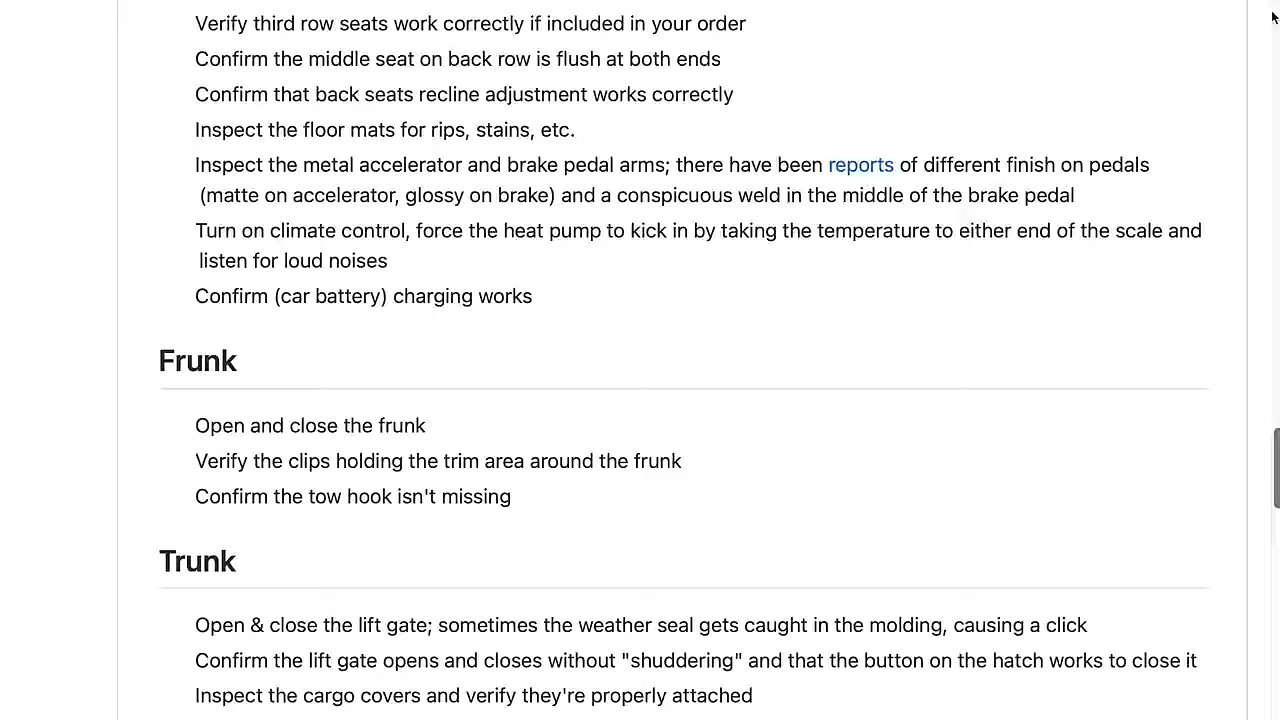 Verify third row seats work correctly if included in your order
Confirm the middle seat on back row is flush at both ends
Confirm that back seats recline adjustment works correctly
Inspect the floor mats for rips, stains, etc.
Inspect the metal accelerator and brake pedal arms; there have been reports of different finish on pedals
(matte on accelerator, glossy on brake) and a conspicuous weld in the middle of the brake pedal
Turn on climate control, force the heat pump to kick in by taking the temperature to either end of the scale and
listen for loud noises
Confirm (car battery) charging works
Frunk
Open and close the frunk
Verify the clips holding the trim area around the frunk
Confirm the tow hook isn't missing
Trunk
Open & close the lift gate; sometimes the weather seal gets caught in the molding, causing a click
Confirm the lift gate opens and closes without "shuddering" and that the button on the hatch works to close it
Inspect the cargo covers and verify they're properly attached